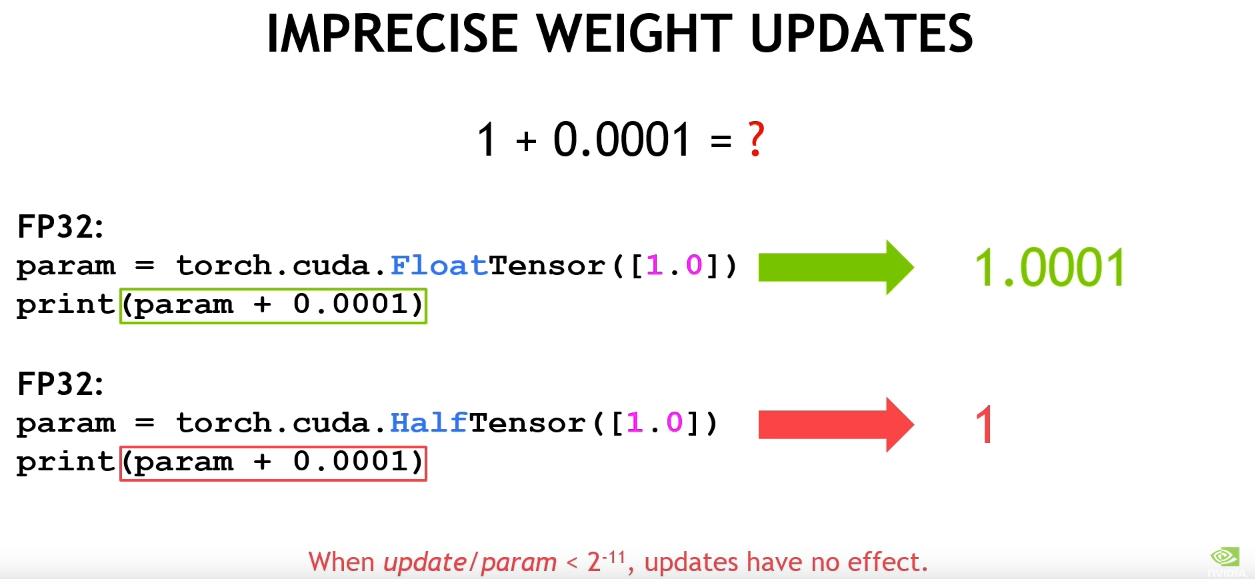 IMPRECISE WEIGHT UPDATES
1 + 0.0001 = ?
FP32:
param = torch.cuda.FloatTensor([1.0])
print(param + 0.0001)
1.0001
FP32:
param = torch.cuda.HalfTensor([1.0])
print(param + 0.0001)
1
When update/param < 2⁻¹¹, updates have no effect.
NVIDIA